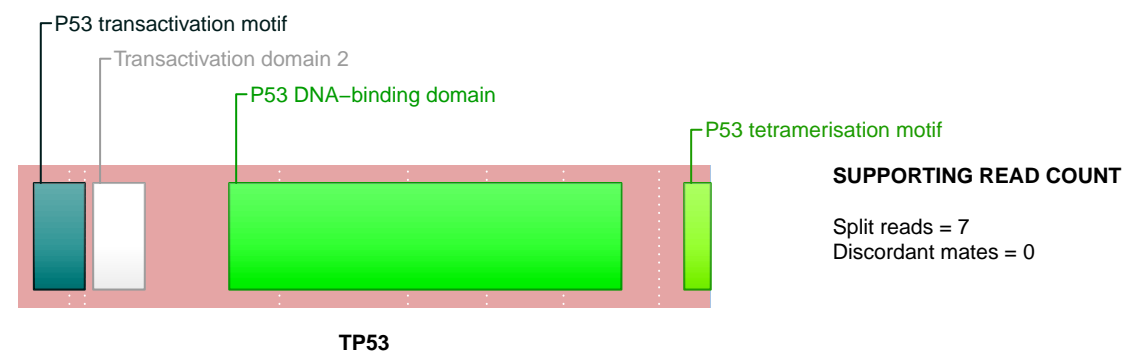 P53 transactivation motif
Transactivation domain 2
P53 DNA−binding domain
P53 tetramerisation motif
SUPPORTING READ COUNT
Split reads = 7
Discordant mates = 0
TP53